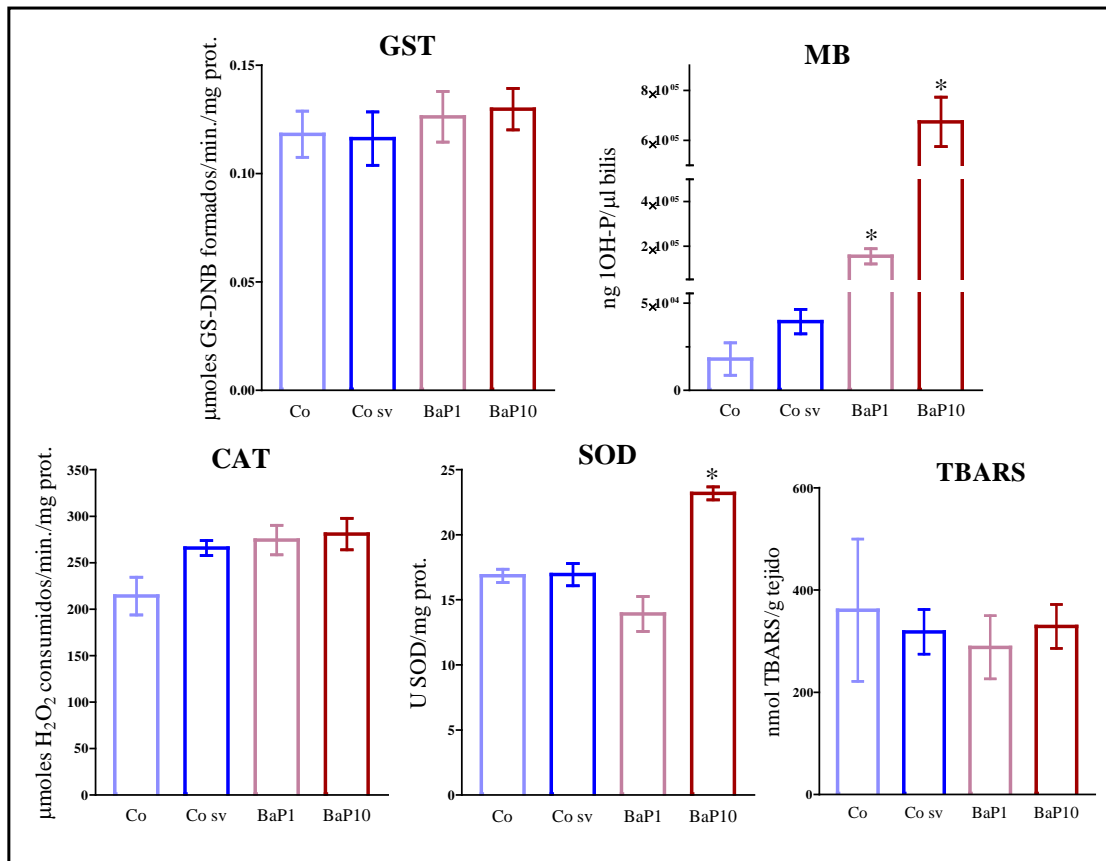 GST
μmoles GS-DNB formados/min./mg prot.
0.15
0.10
0.05
0.00
Co Co sv BaP1 BaP10
MB
ng 1OH-P/μl bilis
8×10⁰⁵
6×10⁰⁵
4×10⁰⁵
2×10⁰⁵
5×10⁰⁴
0
*
*
Co Co sv BaP1 BaP10
CAT
μmoles H₂O₂ consumidos/min./mg prot.
350
300
250
200
150
100
50
0
Co Co sv BaP1 BaP10
SOD
U SOD/mg prot.
25
20
15
10
5
0
*
Co Co sv BaP1 BaP10
TBARS
nmol TBARS/g tejido
600
400
200
0
Co Co sv BaP1 BaP10